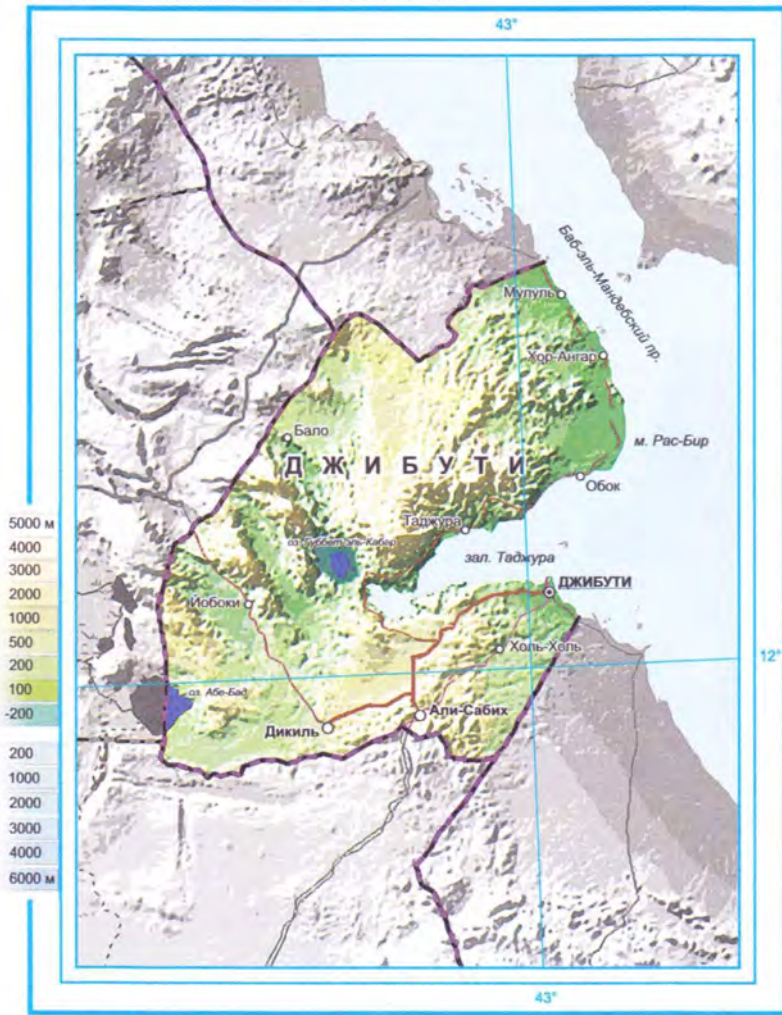 43°
Баб-эль-Мандебский пр.
Мулуль
Хор-Ангар
Бало
ДЖИБУТИ
м. Рас-Бир
Обок
Таджура
оз. Губбет-эль-Кабир
зал. Таджура
ДЖИБУТИ
Йобоки
Холь-Холь
12°
оз. Абе-Бад
Али-Сабих
Дикиль
5000 м
4000
3000
2000
1000
500
200
100
-200
200
1000
2000
3000
4000
6000 м
43°